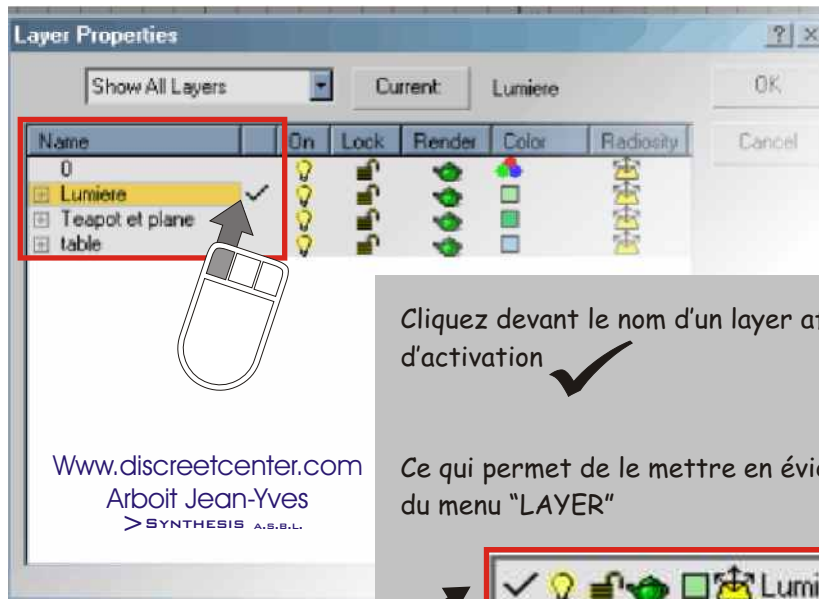 Layer Properties
Show All Layers Current: Lumiere OK
Name On Lock Render Color Radiosity Cancel
0
Lumiere
Teapot et plane
table
Cliquez devant le nom d'un layer
d'activation
Www.discreetcenter.com
Arboit Jean-Yves
>SYNTHESIS A.S.B.L.
Ce qui permet de le mettre en
du menu "LAYER"